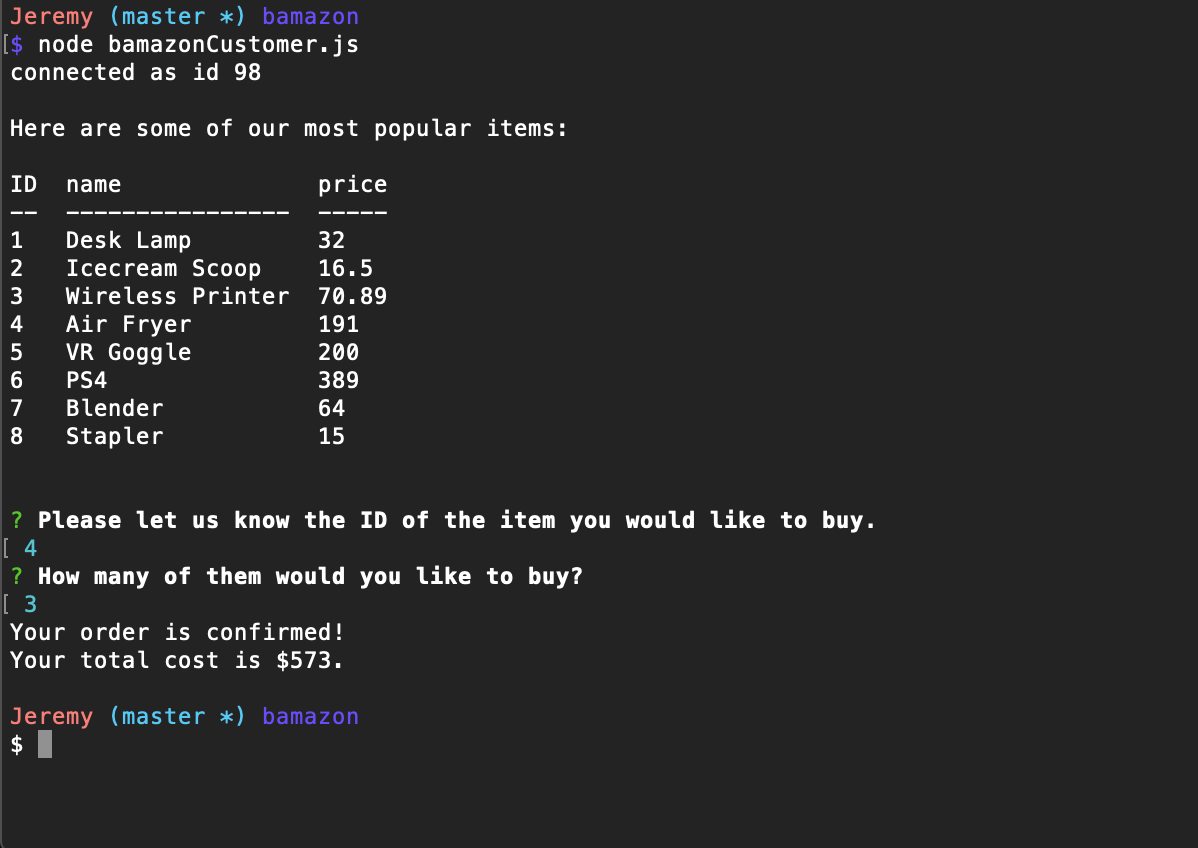 Jeremy (master *) bamazon
[$ node bamazonCustomer.js
connected as id 98
Here are some of our most popular items:
ID  name              price
--  ----------------  -----
1   Desk Lamp         32
2   Icecream Scoop    16.5
3   Wireless Printer  70.89
4   Air Fryer         191
5   VR Goggle         200
6   PS4               389
7   Blender           64
8   Stapler           15
? Please let us know the ID of the item you would like to buy.
[ 4
? How many of them would you like to buy?
[ 3
Your order is confirmed!
Your total cost is $573.
Jeremy (master *) bamazon
$